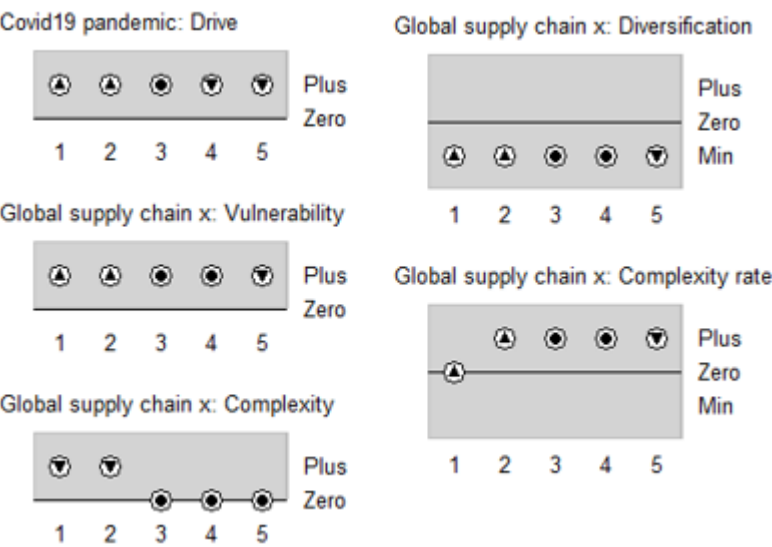 Covid19 pandemic: Drive
Plus
Zero
1 2 3 4 5
Global supply chain x: Vulnerability
Plus
Zero
1 2 3 4 5
Global supply chain x: Complexity
Plus
Zero
1 2 3 4 5
Global supply chain x: Diversification
Plus
Zero
Min
1 2 3 4 5
Global supply chain x: Complexity rate
Plus
Zero
Min
1 2 3 4 5